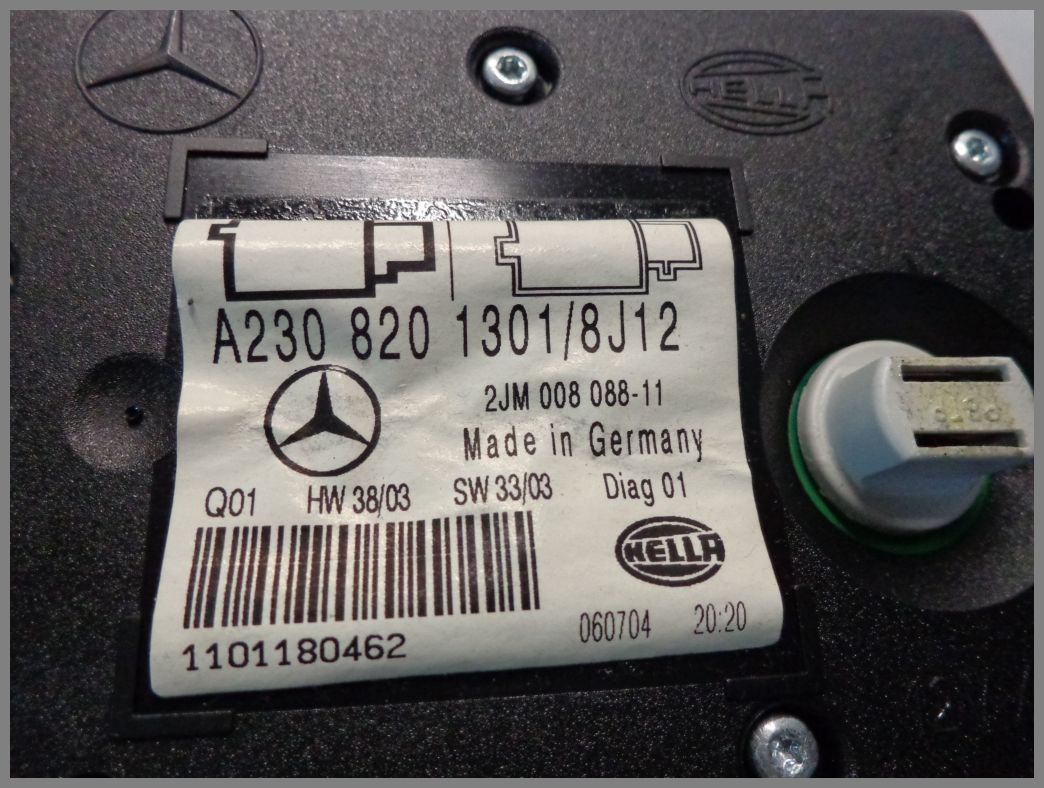 HELLA
A230 820 1301/8J12
2JM 008 088-11
Made in Germany
Q01 HW 38/03 SW 33/03 Diag 01
HELLA
1101180462
060704 20:20